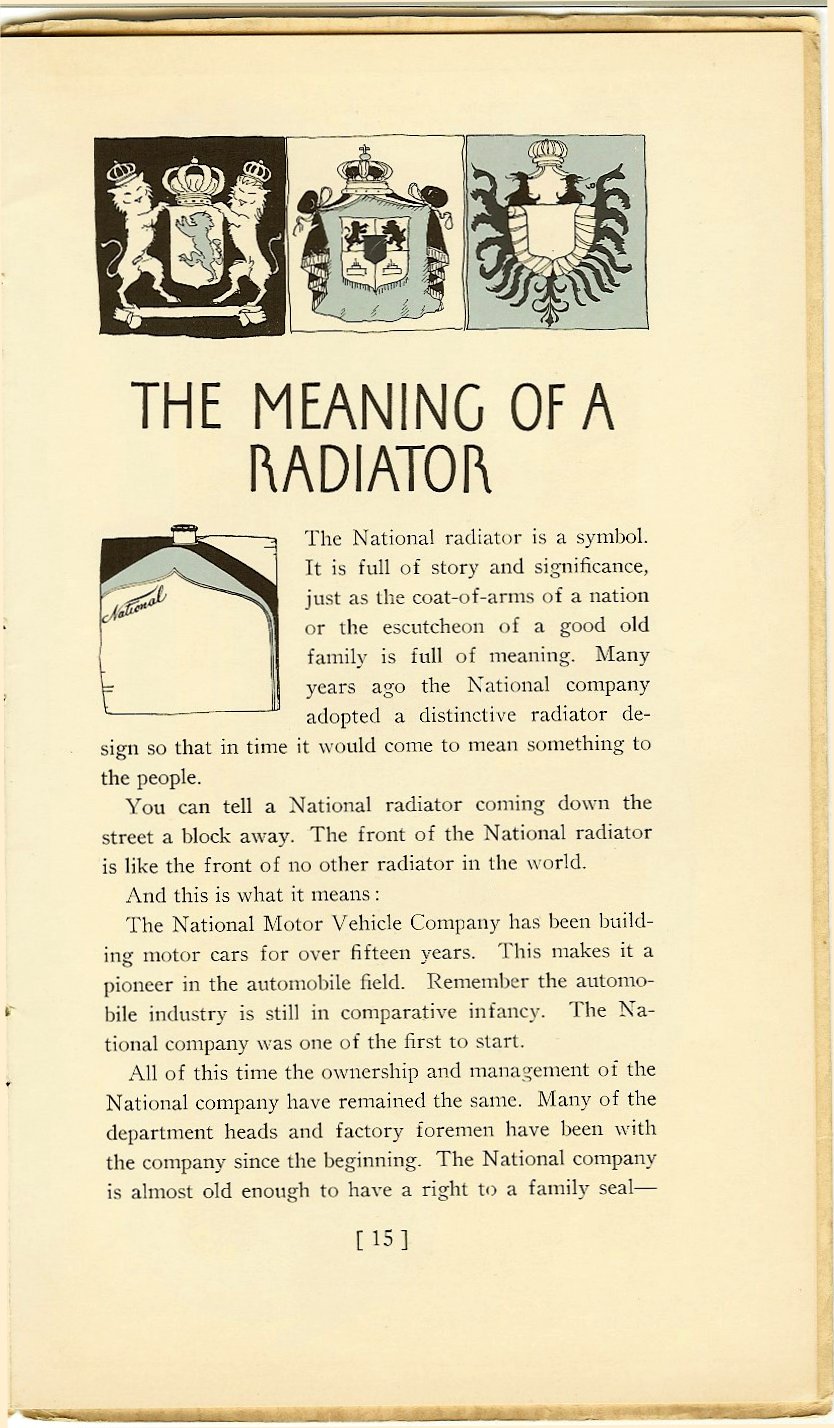 THE MEANING OF A
RADIATOR
National
The National radiator is a symbol.
It is full of story and significance,
just as the coat-of-arms of a nation
or the escutcheon of a good old
family is full of meaning. Many
years ago the National company
adopted a distinctive radiator de-
sign so that in time it would come to mean something to
the people.
You can tell a National radiator coming down the
street a block away. The front of the National radiator
is like the front of no other radiator in the world.
And this is what it means:
The National Motor Vehicle Company has been build-
ing motor cars for over fifteen years. This makes it a
pioneer in the automobile field. Remember the automo-
bile industry is still in comparative infancy. The Na-
tional company was one of the first to start.
All of this time the ownership and management of the
National company have remained the same. Many of the
department heads and factory foremen have been with
the company since the beginning. The National company
is almost old enough to have a right to a family seal—
[ 15 ]